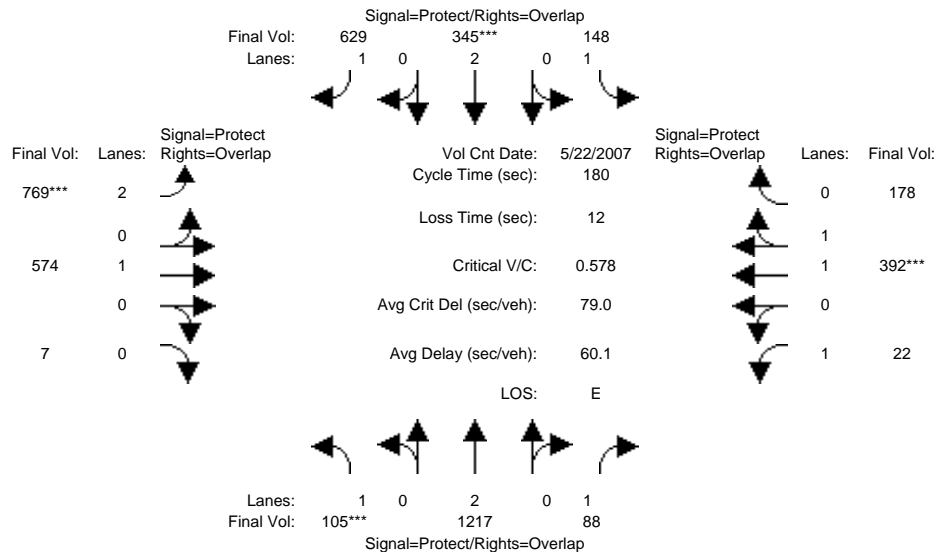 Signal=Protect/Rights=Overlap
Final Vol: 629 345*** 148
Lanes: 1 0 2 0 1
Signal=Protect
Final Vol: Lanes: Rights=Overlap
Vol Cnt Date: 5/22/2007
Signal=Protect
Rights=Overlap Lanes: Final Vol:
Cycle Time (sec): 180
769*** 2
0 178
Loss Time (sec): 12
0
1
574 1
Critical V/C: 0.578
1 392***
0
Avg Crit Del (sec/veh): 79.0
0
7 0
Avg Delay (sec/veh): 60.1
1 22
LOS: E
Lanes: 1 0 2 0 1
Final Vol: 105*** 1217 88
Signal=Protect/Rights=Overlap